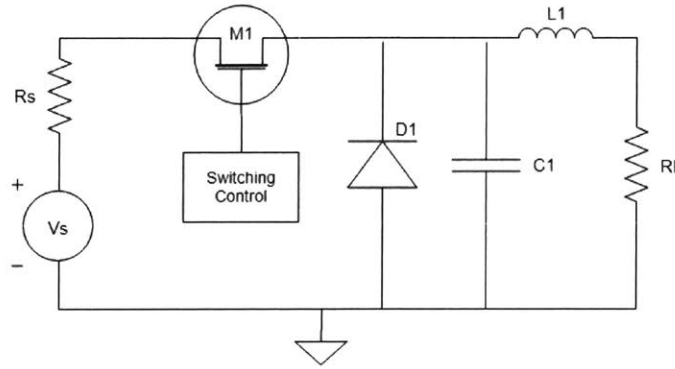 L1
M1
Rs
D1
+
Switching
Control
C1
Rl
Vs
−